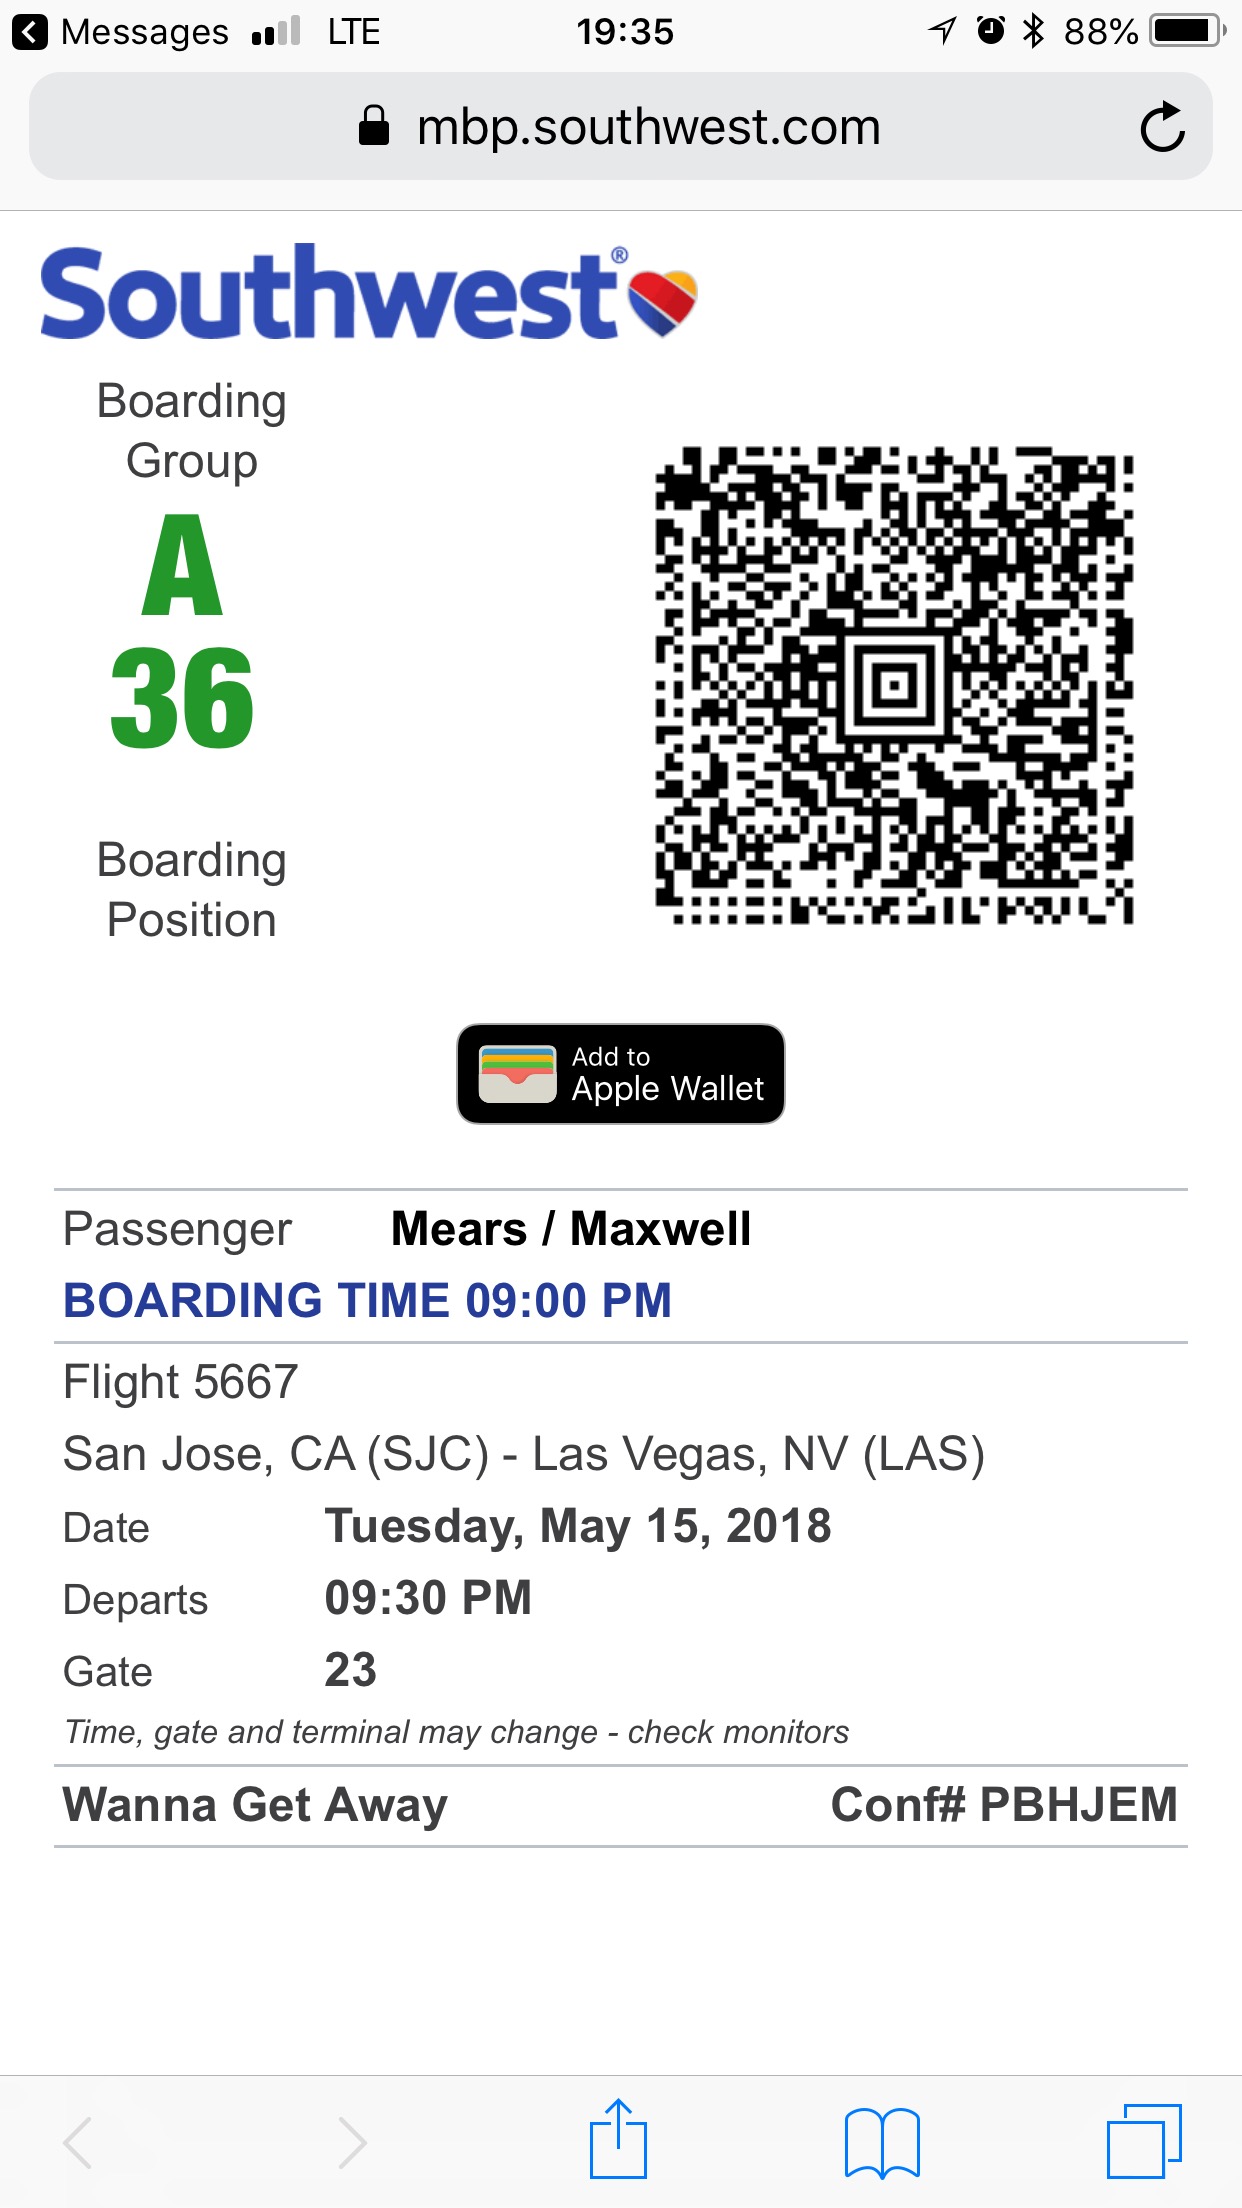 Messages LTE 19:35 88%
mbp.southwest.com
Southwest®
Boarding
Group
A
36
Boarding
Position
Add to
Apple Wallet
Passenger Mears / Maxwell
BOARDING TIME 09:00 PM
Flight 5667
San Jose, CA (SJC) - Las Vegas, NV (LAS)
Date Tuesday, May 15, 2018
Departs 09:30 PM
Gate 23
Time, gate and terminal may change - check monitors
Wanna Get Away Conf# PBHJEM